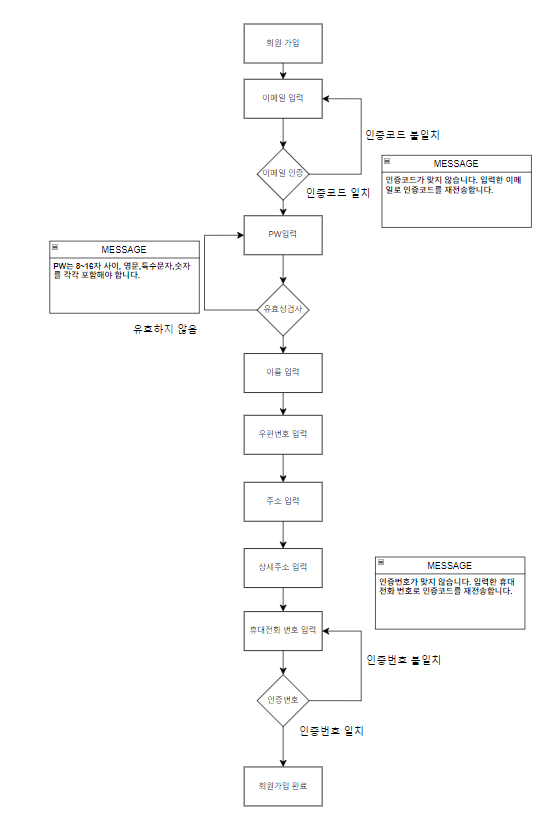 회원 가입
이메일 입력
인증코드 불일치
MESSAGE
인증코드가 맞지 않습니다. 입력한 이메
일로 인증코드를 재전송합니다.
이메일 인증
인증코드 일치
PW입력
MESSAGE
PW는 8~16자 사이, 영문,특수문자,숫자
를 각각 포함해야 합니다.
유효성검사
유효하지 않음
이름 입력
우편번호 입력
주소 입력
상세주소 입력
MESSAGE
인증번호가 맞지 않습니다. 입력한 휴대
전화 번호로 인증코드를 재전송합니다.
휴대전화 번호 입력
인증번호 불일치
인증번호
인증번호 일치
회원가입 완료